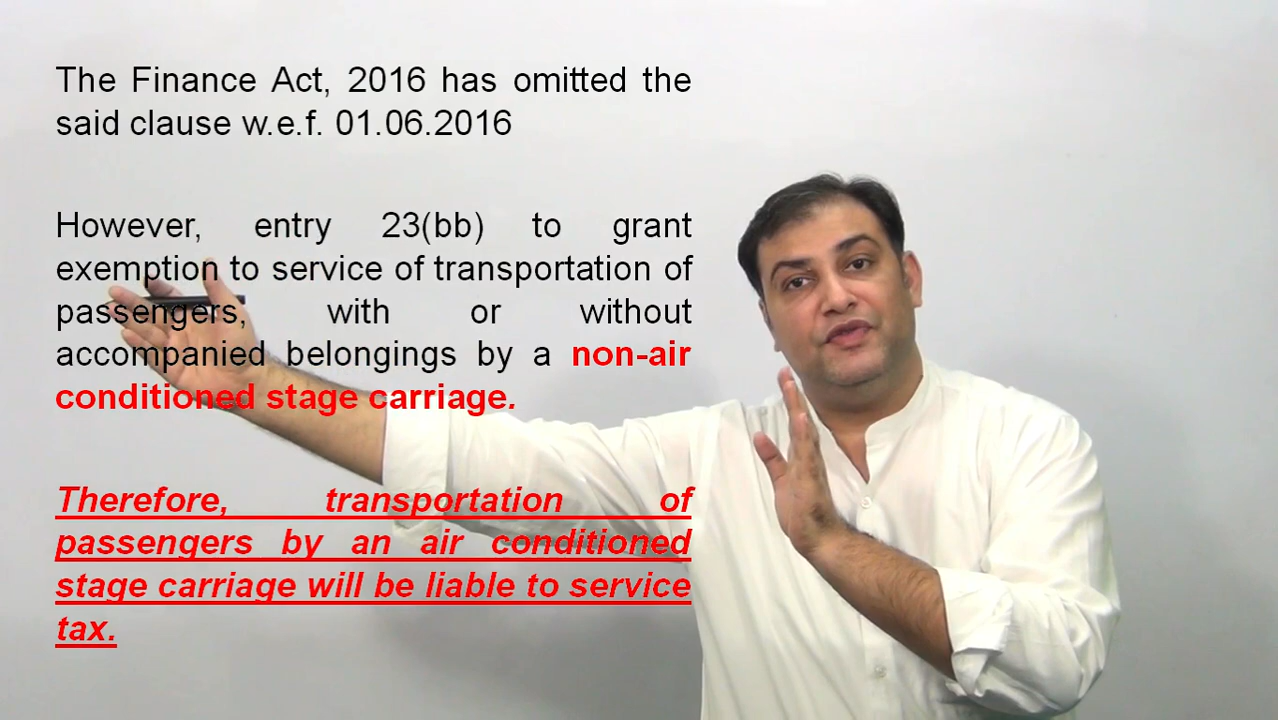 The Finance Act, 2016 has omitted the
said clause w.e.f. 01.06.2016
However, entry 23(bb) to grant
exemption to service of transportation of
passengers, with or without
accompanied belongings by a non-air
conditioned stage carriage.
Therefore, transportation of
passengers by an air conditioned
stage carriage will be liable to service
tax.